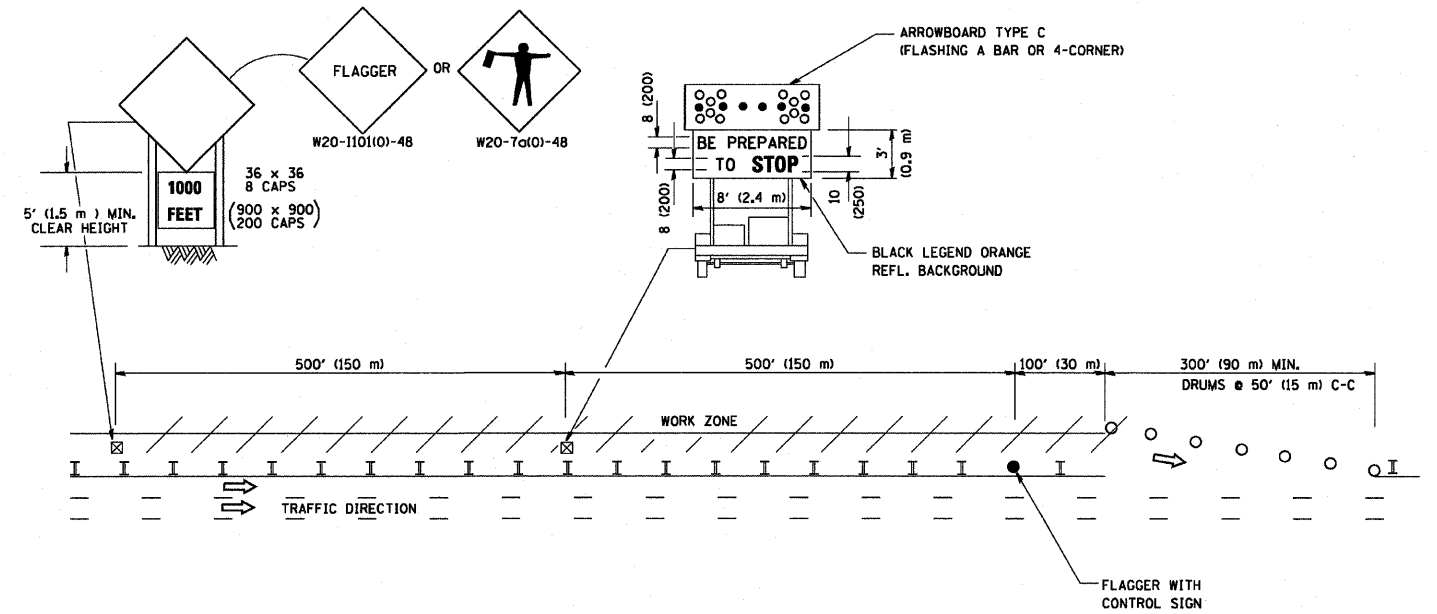 ARROWBOARD TYPE C
(FLASHING A BAR OR 4-CORNER)
FLAGGER
OR
W20-I101(O)-48
W20-7a(O)-48
8 (200)
BE PREPARED
TO STOP
3'
(0.9 m)
1000
FEET
36 x 36
8 CAPS
(900 x 900)
200 CAPS
5' (1.5 m ) MIN.
CLEAR HEIGHT
8 (200)
8' (2.4 m)
10
(250)
BLACK LEGEND ORANGE
REFL. BACKGROUND
500' (150 m)
500' (150 m)
100' (30 m)
300' (90 m) MIN.
DRUMS @ 50' (15 m) C-C
WORK ZONE
TRAFFIC DIRECTION
FLAGGER WITH
CONTROL SIGN